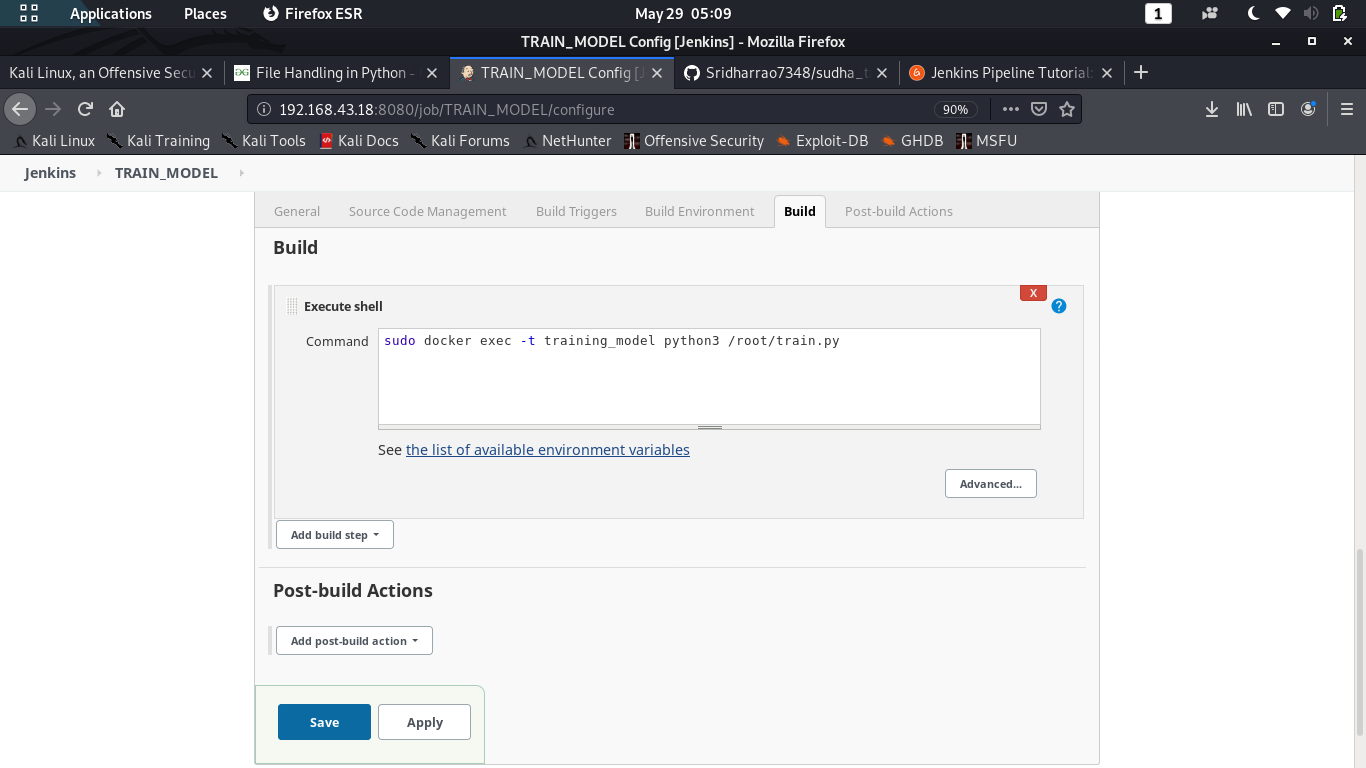 Applications Places Firefox ESR May 29 05:09 1
TRAIN_MODEL Config [Jenkins] - Mozilla Firefox
Kali Linux, an Offensive Secu File Handling in Python - TRAIN_MODEL Config [J Sridharrao7348/sudha_t Jenkins Pipeline Tutorial:
192.168.43.18:8080/job/TRAIN_MODEL/configure 90%
Kali Linux Kali Training Kali Tools Kali Docs Kali Forums NetHunter Offensive Security Exploit-DB GHDB MSFU
Jenkins TRAIN_MODEL
General Source Code Management Build Triggers Build Environment Build Post-build Actions
Build
X
Execute shell ?
Command sudo docker exec -t training_model python3 /root/train.py
See the list of available environment variables
Advanced...
Add build step
Post-build Actions
Add post-build action
Save Apply